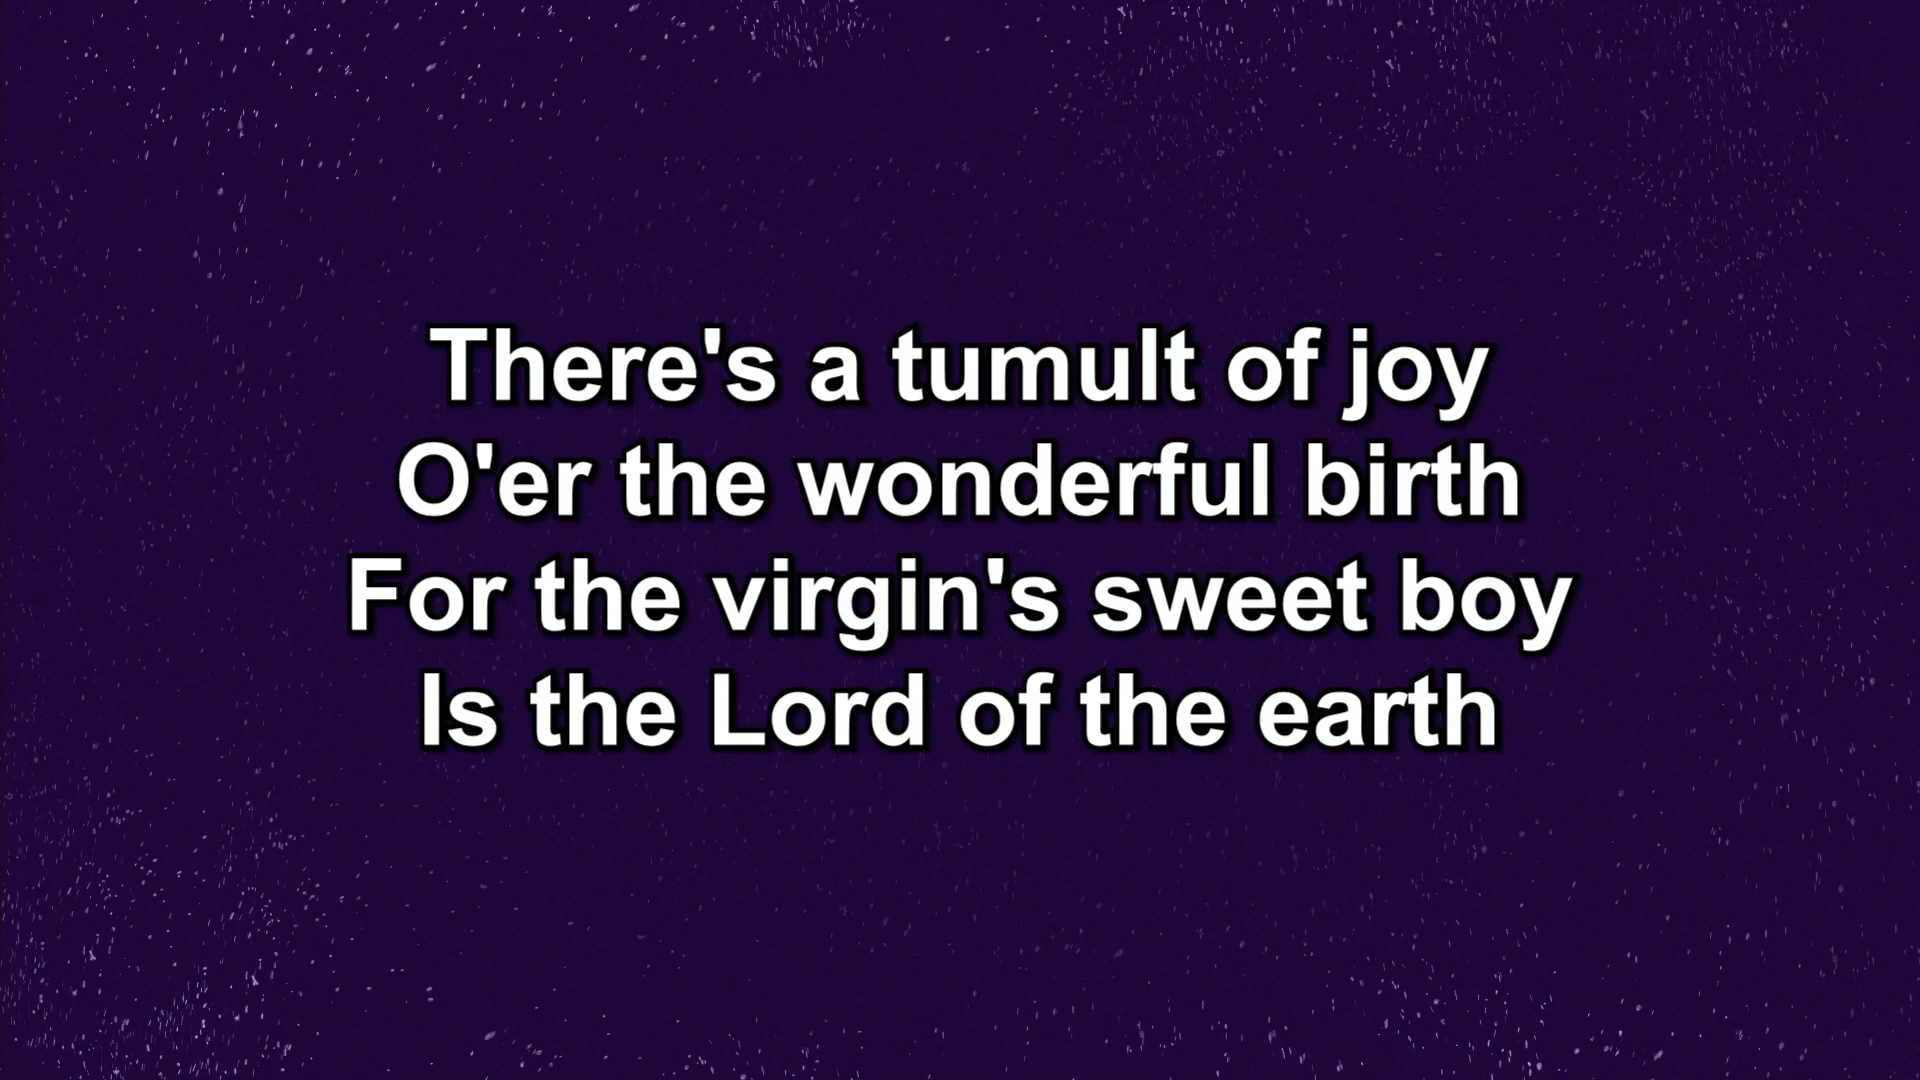 There's a tumult of joy
O'er the wonderful birth
For the virgin's sweet boy
Is the Lord of the earth